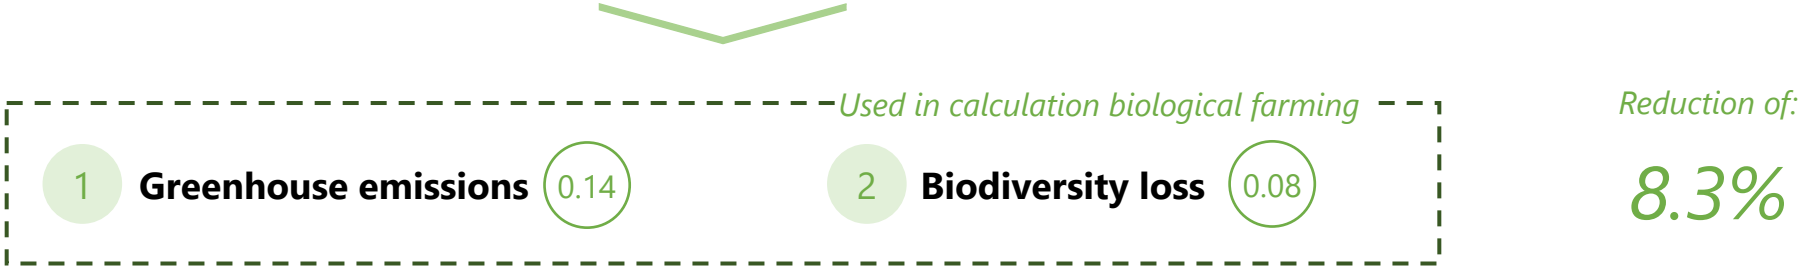 Used in calculation biological farming
Reduction of:
1 Greenhouse emissions 0.14
2 Biodiversity loss 0.08
8.3%